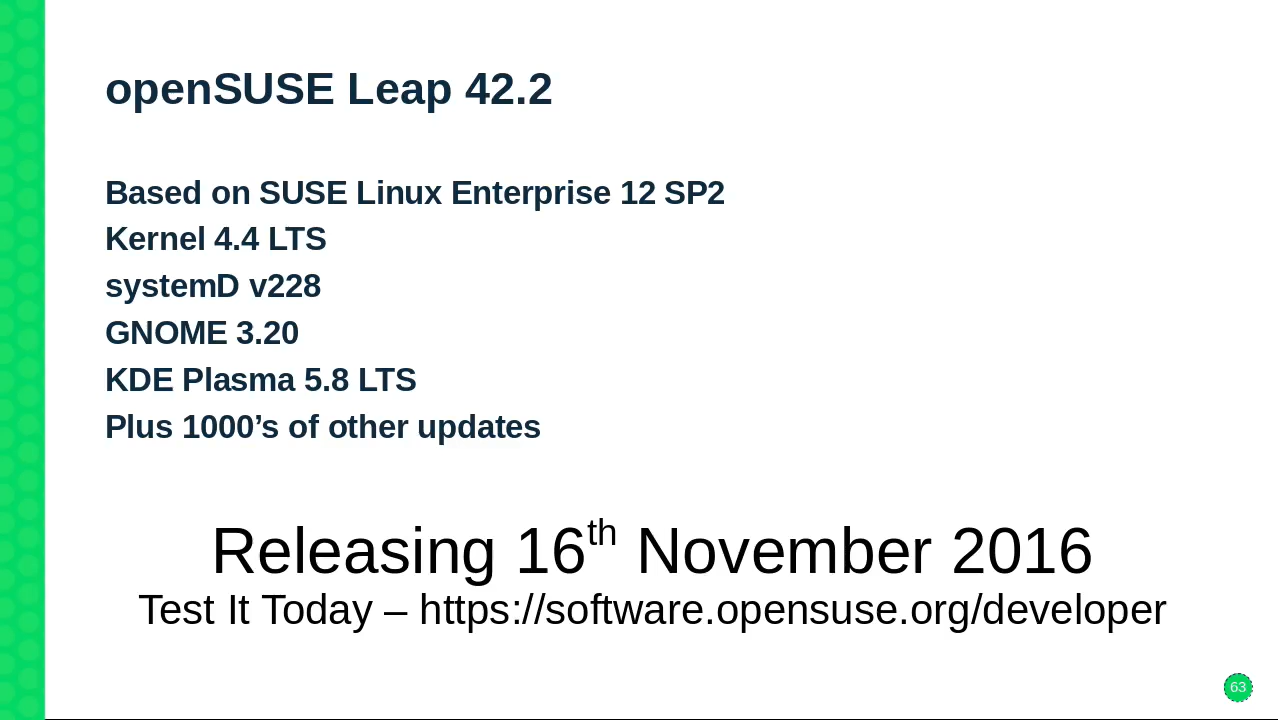 openSUSE Leap 42.2
Based on SUSE Linux Enterprise 12 SP2
Kernel 4.4 LTS
systemD v228
GNOME 3.20
KDE Plasma 5.8 LTS
Plus 1000’s of other updates
Releasing 16th November 2016
Test It Today – https://software.opensuse.org/developer
63